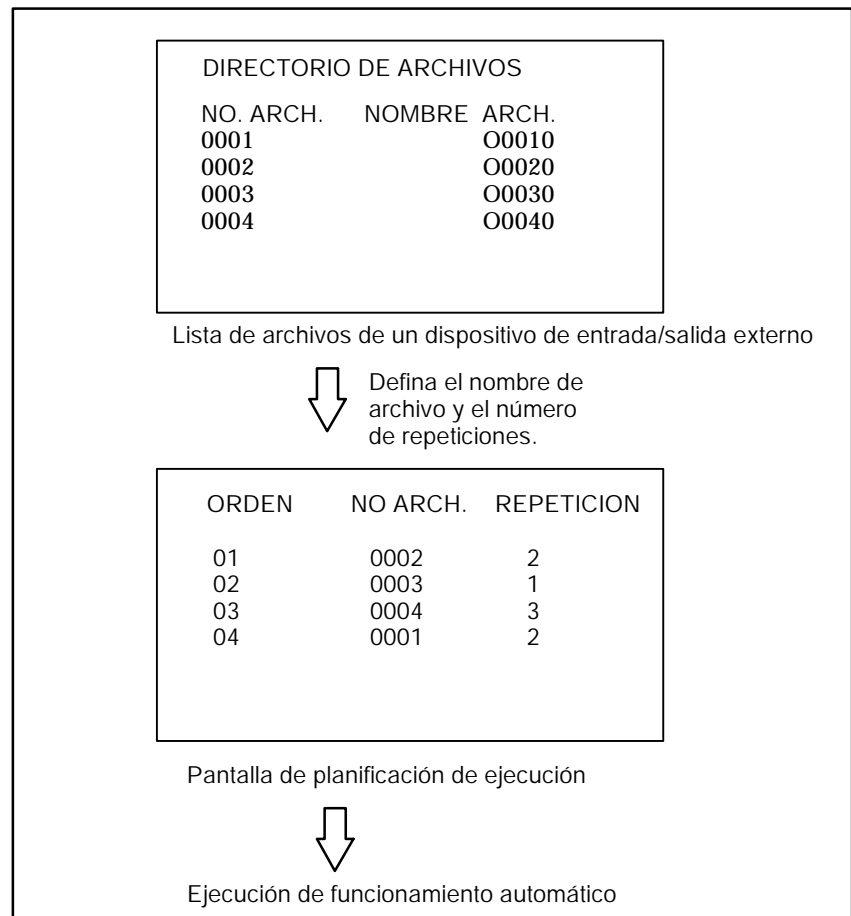 DIRECTORIO DE ARCHIVOS
NO. ARCH. NOMBRE ARCH.
0001 O0010
0002 O0020
0003 O0030
0004 O0040
Lista de archivos de un dispositivo de entrada/salida externo
Defina el nombre de
archivo y el número
de repeticiones.
ORDEN NO ARCH. REPETICION
01 0002 2
02 0003 1
03 0004 3
04 0001 2
Pantalla de planificación de ejecución
Ejecución de funcionamiento automático